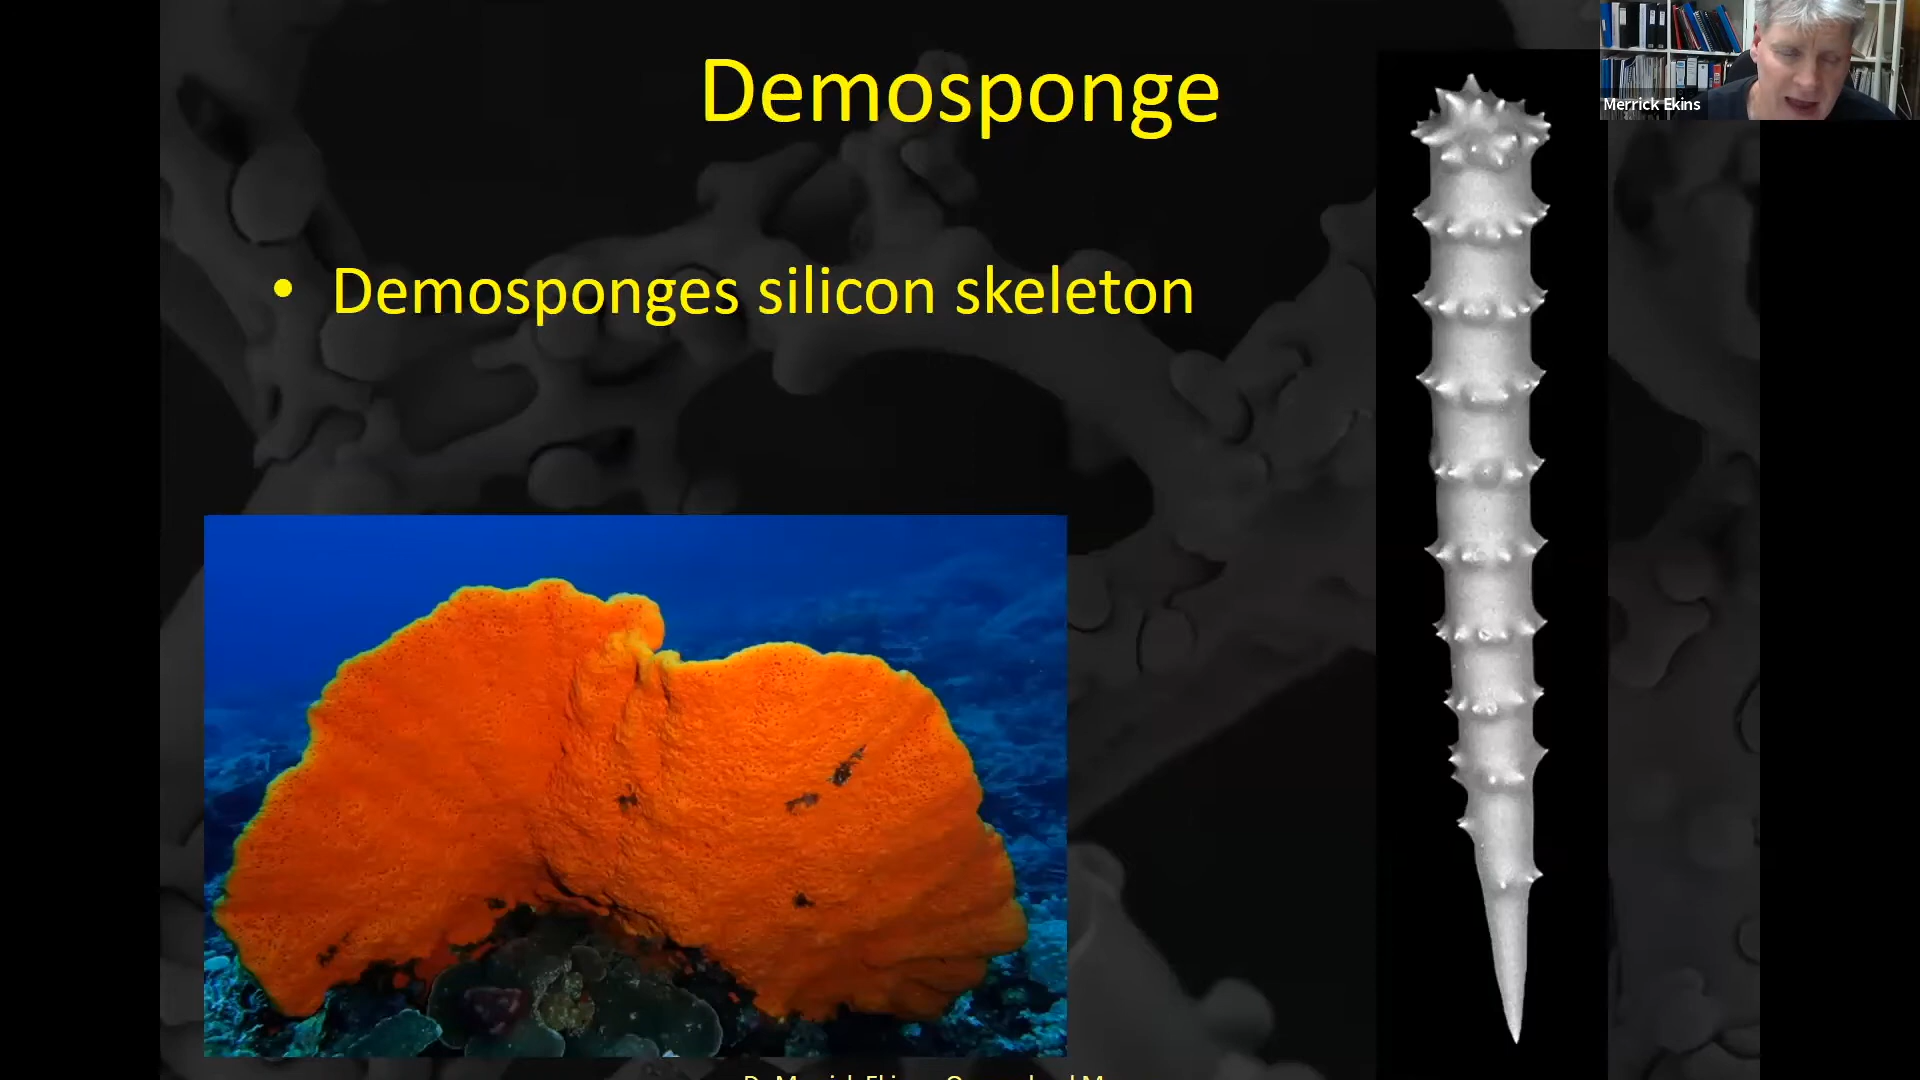 Demosponge
Merrick Ekins
• Demosponges silicon skeleton